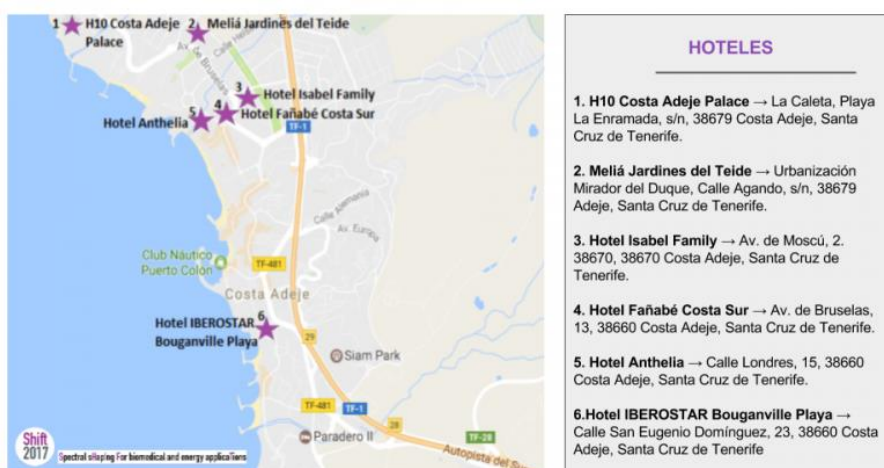 1 H10 Costa Adeje
Palace
2 Meliá Jardines del Teide
Av. de Bruselas
3
Hotel Isabel Family
4
Hotel Fañabé Costa Sur
5
Hotel Anthelia
TF-1
Calle Alemania
Av. Europa
Club Náutico
Puerto Colón
TF-481
Costa Adeje
Hotel IBEROSTAR 6
Bouganville Playa
29
Siam Park
TF-481
TF-1
28
TF-28
Paradero II
Autopista del
Shift
2017
Spectral sHaping For biomedical and energy applicaTions
HOTELES
1. H10 Costa Adeje Palace → La Caleta, Playa
La Enramada, s/n, 38679 Costa Adeje, Santa
Cruz de Tenerife.
2. Meliá Jardines del Teide → Urbanización
Mirador del Duque, Calle Agando, s/n, 38679
Adeje, Santa Cruz de Tenerife.
3. Hotel Isabel Family → Av. de Moscú, 2.
38670, 38670 Costa Adeje, Santa Cruz de
Tenerife.
4. Hotel Fañabé Costa Sur → Av. de Bruselas,
13, 38660 Costa Adeje, Santa Cruz de Tenerife.
5. Hotel Anthelia → Calle Londres, 15, 38660
Costa Adeje, Santa Cruz de Tenerife.
6.Hotel IBEROSTAR Bouganville Playa →
Calle San Eugenio Domínguez, 23, 38660 Costa
Adeje, Santa Cruz de Tenerife